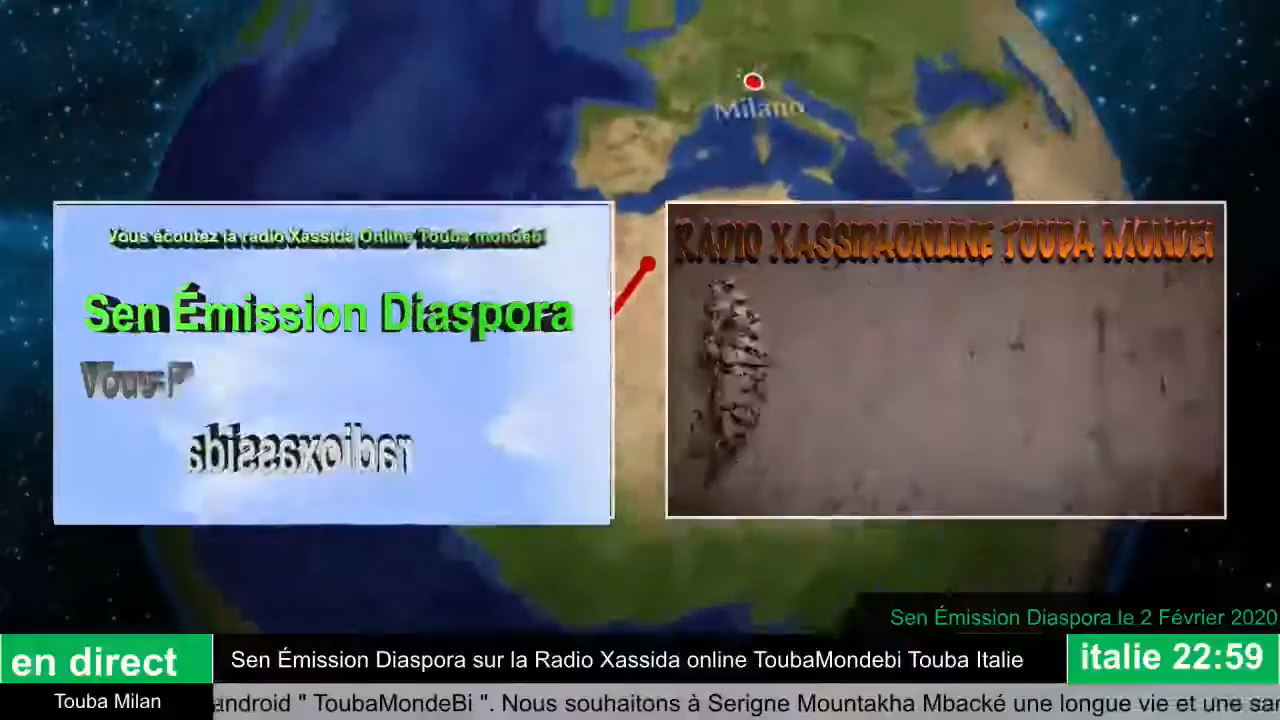 Milano
Vous écoutez la radio Xassida Online Touba mondebi
Sen Émission Diaspora
RADIO XASSIDAONLINE TOUBA MONDEBI
Sen Émission Diaspora le 2 Février 2020
en direct
Sen Émission Diaspora sur la Radio Xassida online ToubaMondebi Touba Italie
italie 22:59
Touba Milan
android " ToubaMondeBi ". Nous souhaitons à Serigne Mountakha Mbacké une longue vie et une